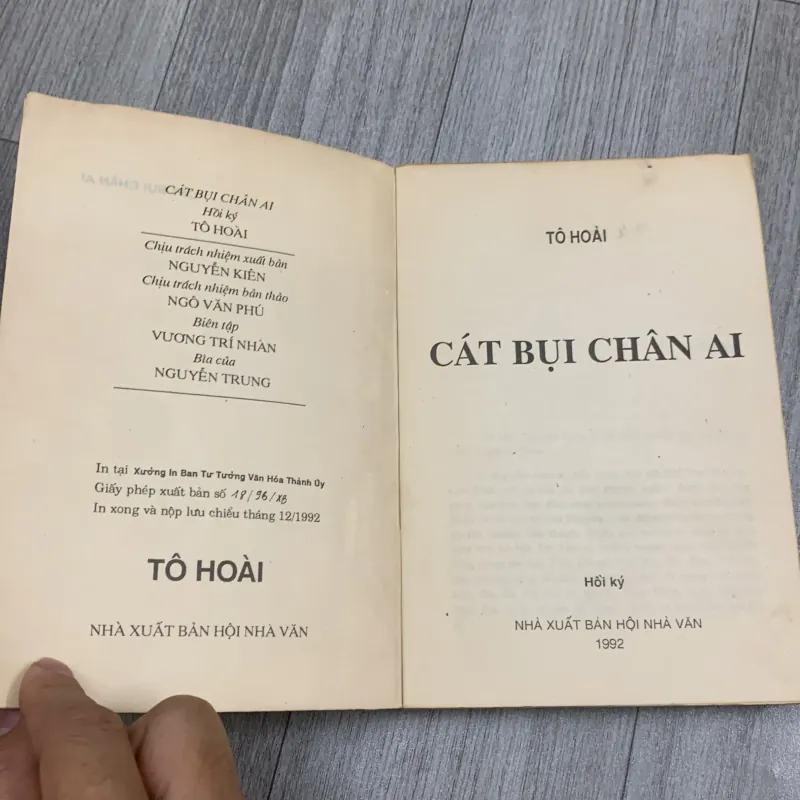 CÁT BỤI CHÂN AI
Hồi ký
TÔ HOÀI
Chịu trách nhiệm xuất bản
NGUYỄN KIÊN
Chịu trách nhiệm bản thảo
NGÔ VĂN PHÚ
Biên tập
VƯƠNG TRÍ NHÀN
Bìa của
NGUYỄN TRUNG
In tại Xưởng In Ban Tư Tưởng Văn Hóa Thành Ủy
Giấy phép xuất bản số 18/96/XB
In xong và nộp lưu chiểu tháng 12/1992
TÔ HOÀI
NHÀ XUẤT BẢN HỘI NHÀ VĂN
TÔ HOÀI
CÁT BỤI CHÂN AI
Hồi ký
NHÀ XUẤT BẢN HỘI NHÀ VĂN
1992